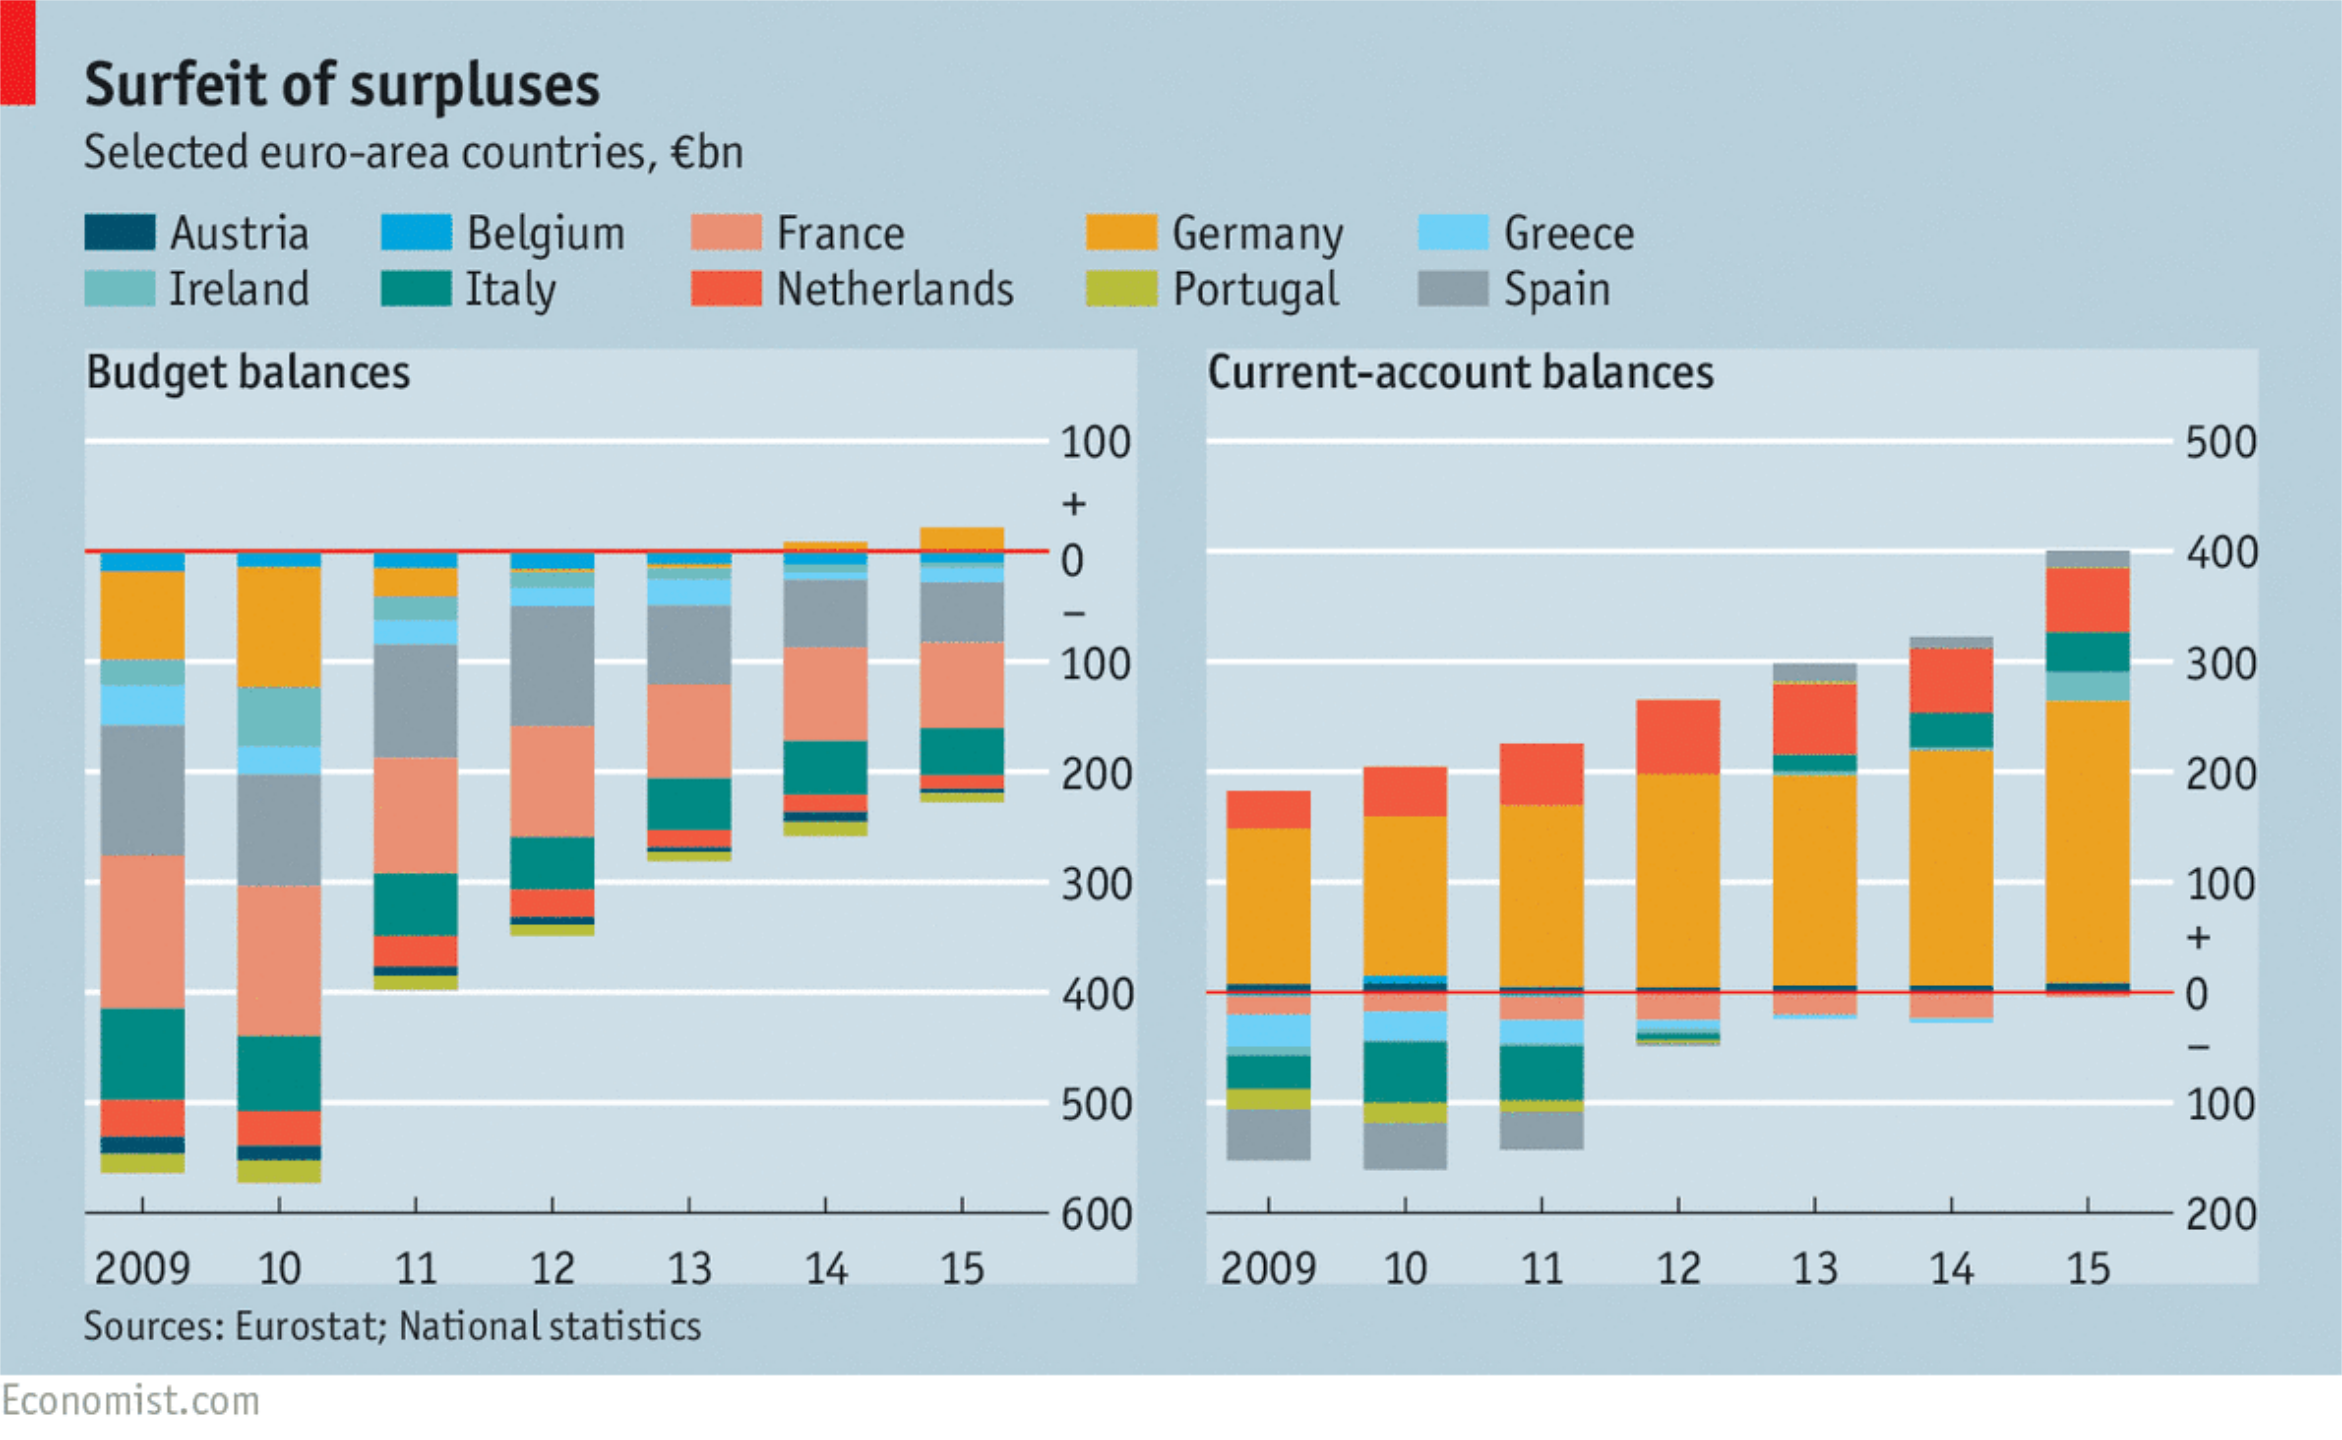 Surfeit of surpluses
Selected euro-area countries, €bn
Austria Belgium France Germany Greece
Ireland Italy Netherlands Portugal Spain
Budget balances
100
+
0
–
100
200
300
400
500
600
2009 10 11 12 13 14 15
Current-account balances
500
400
300
200
100
+
0
–
100
200
2009 10 11 12 13 14 15
Sources: Eurostat; National statistics
Economist.com